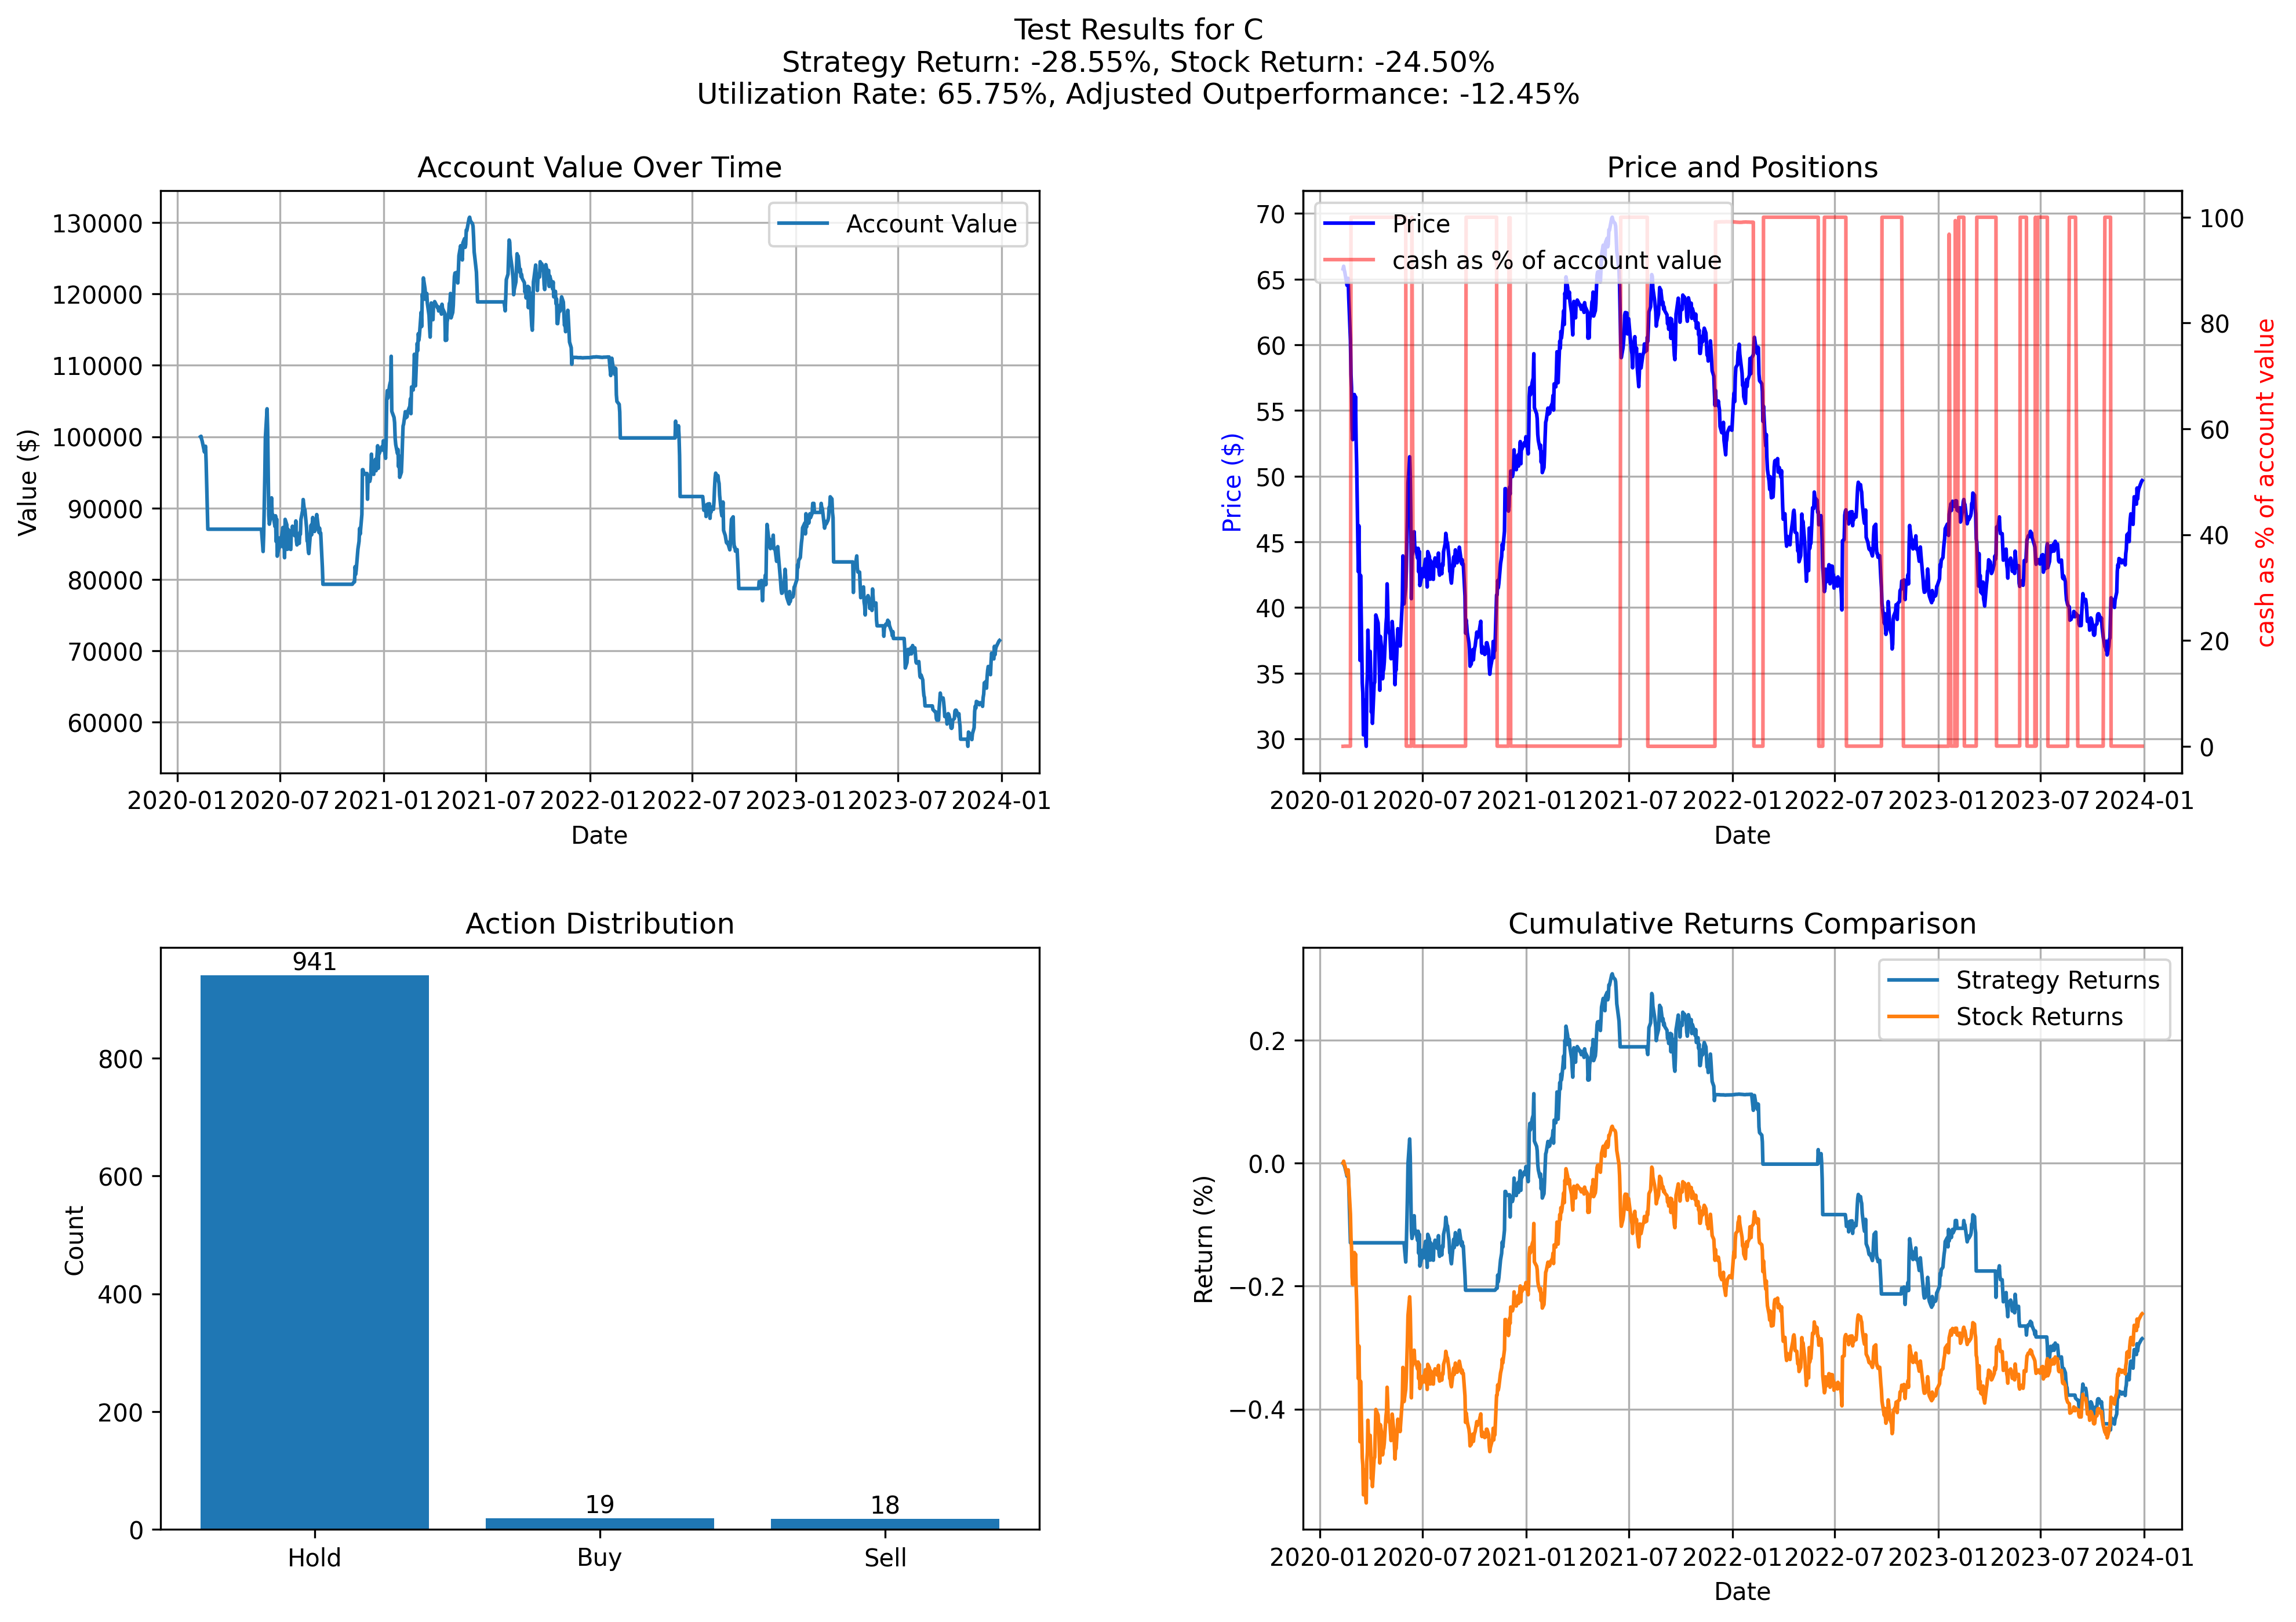 Test Results for C
Strategy Return: -28.55%, Stock Return: -24.50%
Utilization Rate: 65.75%, Adjusted Outperformance: -12.45%
Account Value Over Time
Account Value
130000
120000
110000
100000
90000
80000
70000
60000
Value ($)
2020-01 2020-07 2021-01 2021-07 2022-01 2022-07 2023-01 2023-07 2024-01
Date
Price and Positions
Price
cash as % of account value
70
65
60
55
50
45
40
35
30
Price ($)
100
80
60
40
20
0
cash as % of account value
2020-01 2020-07 2021-01 2021-07 2022-01 2022-07 2023-01 2023-07 2024-01
Date
Action Distribution
941
19
18
800
600
400
200
0
Count
Hold Buy Sell
Cumulative Returns Comparison
Strategy Returns
Stock Returns
0.2
0.0
−0.2
−0.4
Return (%)
2020-01 2020-07 2021-01 2021-07 2022-01 2022-07 2023-01 2023-07 2024-01
Date